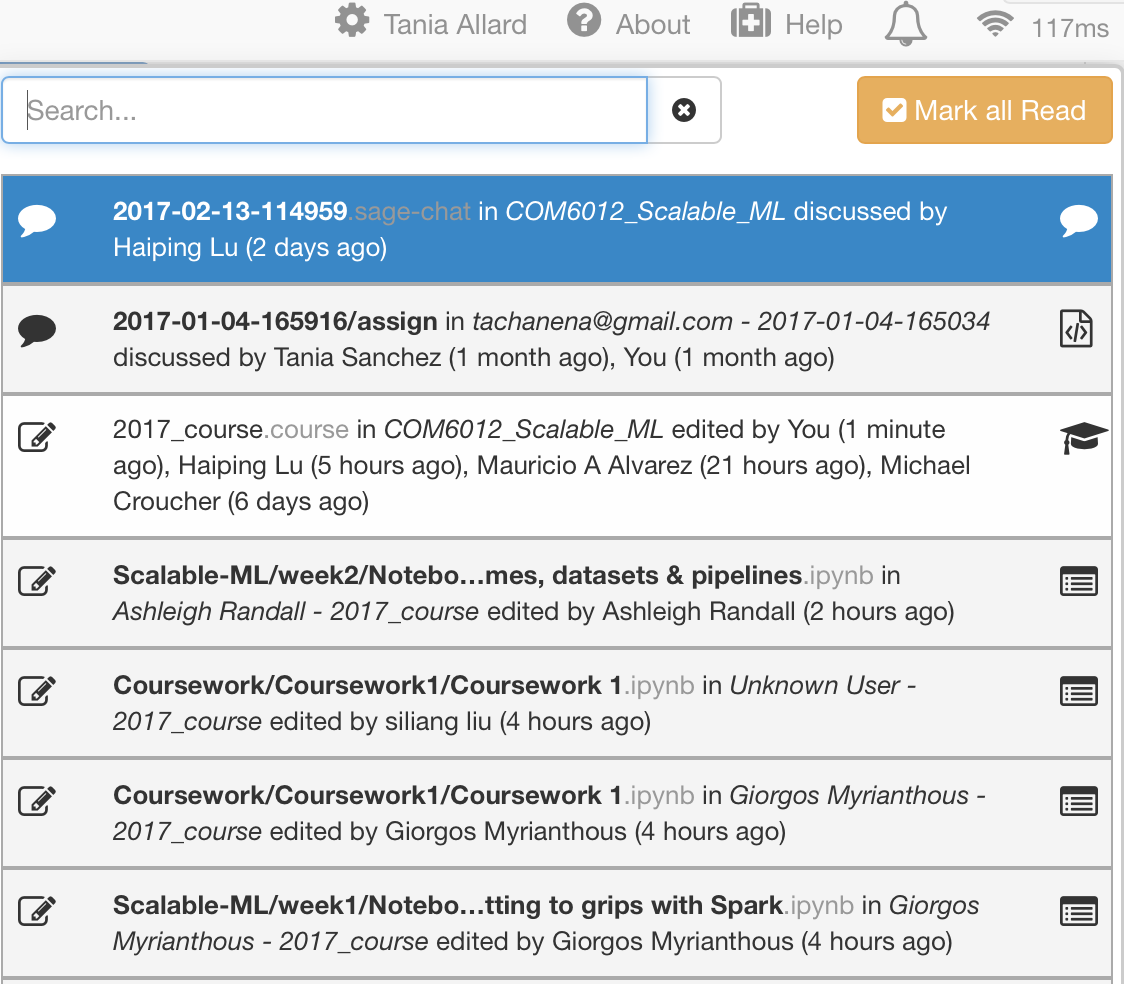 Tania Allard About Help 117ms
Search... Mark all Read
2017-02-13-114959.sage-chat in COM6012_Scalable_ML discussed by
Haiping Lu (2 days ago)
2017-01-04-165916/assign in tachanena@gmail.com - 2017-01-04-165034
discussed by Tania Sanchez (1 month ago), You (1 month ago)
2017_course.course in COM6012_Scalable_ML edited by You (1 minute
ago), Haiping Lu (5 hours ago), Mauricio A Alvarez (21 hours ago), Michael
Croucher (6 days ago)
Scalable-ML/week2/Notebo...mes, datasets & pipelines.ipynb in
Ashleigh Randall - 2017_course edited by Ashleigh Randall (2 hours ago)
Coursework/Coursework1/Coursework 1.ipynb in Unknown User -
2017_course edited by siliang liu (4 hours ago)
Coursework/Coursework1/Coursework 1.ipynb in Giorgos Myrianthous -
2017_course edited by Giorgos Myrianthous (4 hours ago)
Scalable-ML/week1/Notebo...tting to grips with Spark.ipynb in Giorgos
Myrianthous - 2017_course edited by Giorgos Myrianthous (4 hours ago)